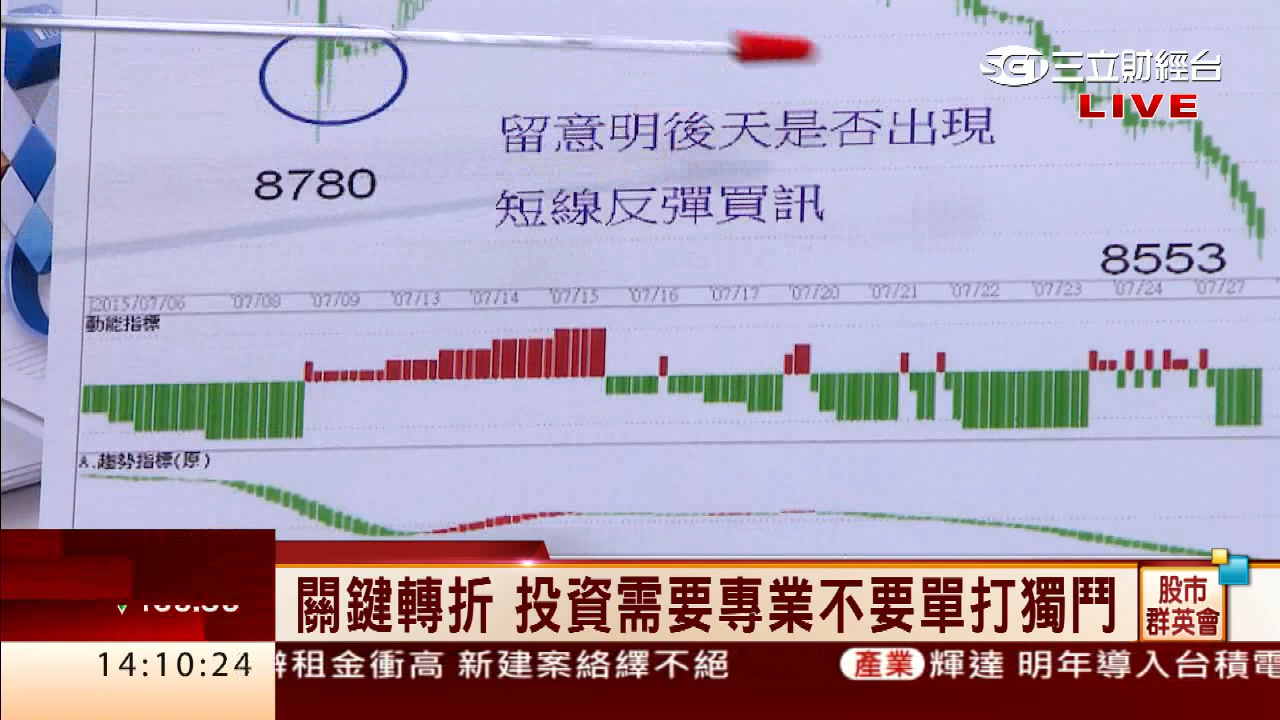 三立財經台
LIVE
留意明後天是否出現
8780
短線反彈買訊
8553
2015/07/06 '07/08 '07/09 '07/13 '07/14 '07/15 '07/16 '07/17 '07/20 '07/21 '07/22 '07/23 '07/24 '07/27
動能指標
A.趨勢指標(原)
關鍵轉折 投資需要專業不要單打獨鬥
股市
群英會
14:10:24
租金衝高 新建案絡繹不絕
產業 輝達 明年導入台積電